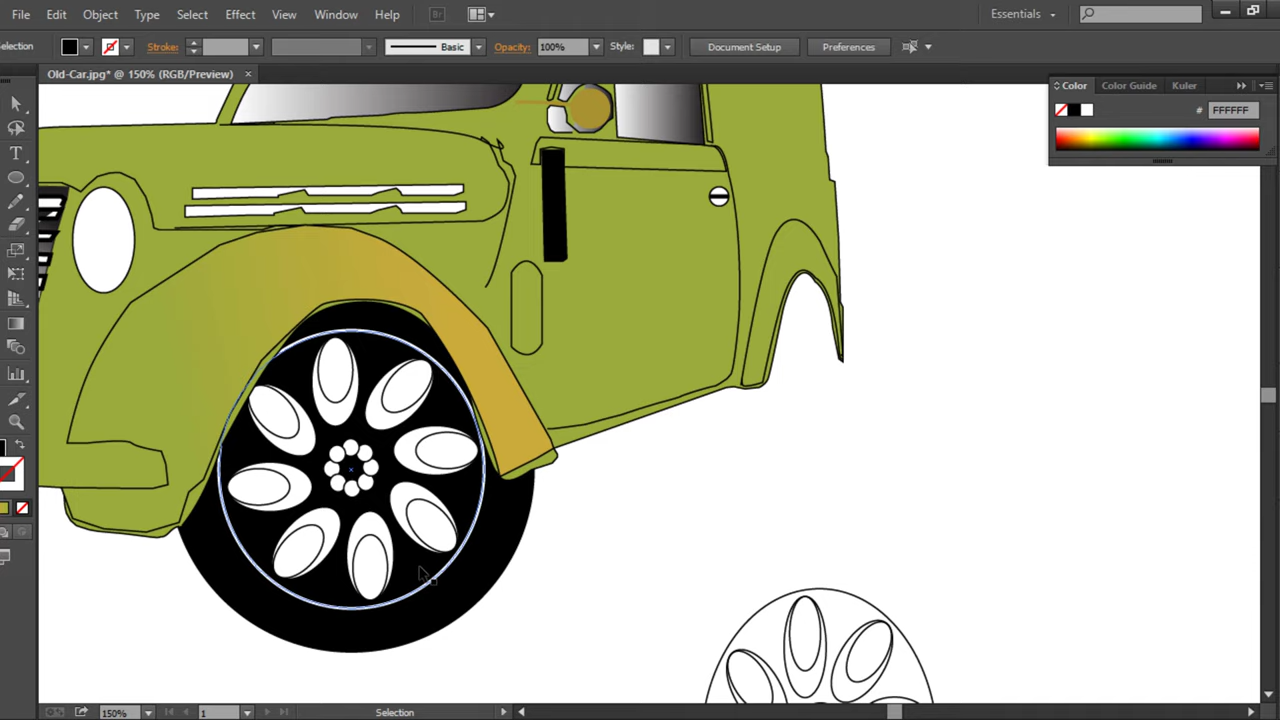 File Edit Object Type Select Effect View Window Help Br Essentials
Selection Stroke: Basic Opacity: 100% Style: Document Setup Preferences
Old-Car.jpg* @ 150% (RGB/Preview) ×
Color Color Guide Kuler
# FFFFFF
T
150% 1 Selection